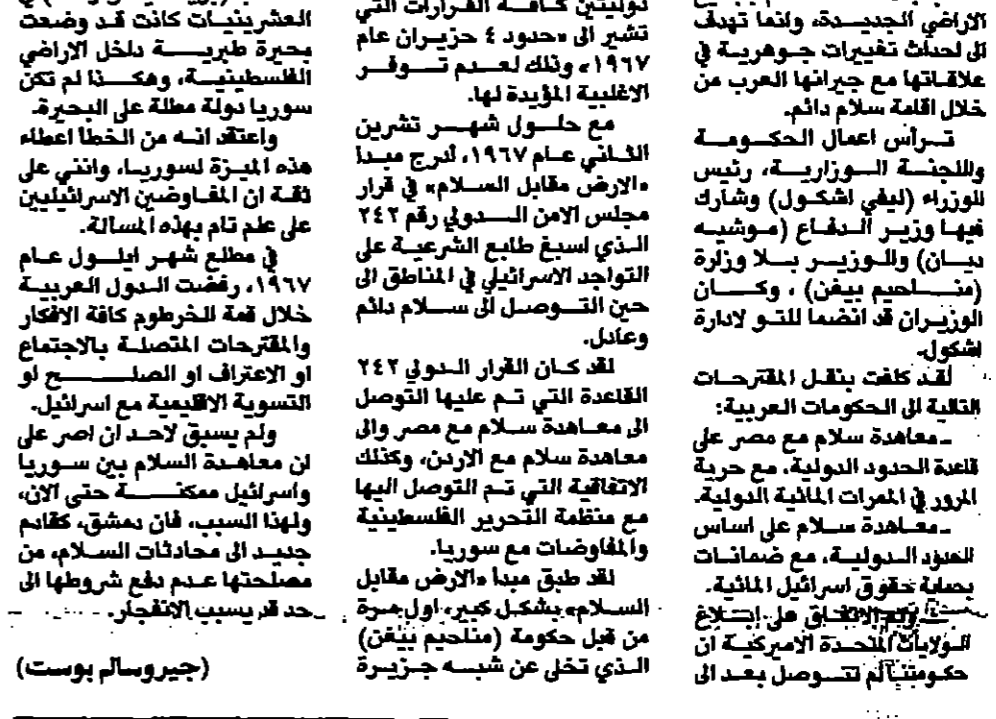 الاراضي الجديدة، وانما تهدف
الى احداث تغييرات جوهرية في
علاقاتها مع جيرانها العرب من
خلال اقامة سلام دائم.
ترأس اعمال الحكومة
واللجنة الوزارية، رئيس
الوزراء (ليفي اشكول) وشارك
فيها وزير الدفاع (موشيه
ديان) والوزير بلا وزارة
(مناحيم بيغن) ، وكان
الوزيران قد انضما للتو لادارة
اشكول.
لقد كلفت بنقل المقترحات
التالية الى الحكومات العربية:
ـ معاهدة سلام مع مصر على
قاعدة الحدود الدولية، مع حرية
المرور في الممرات المائية الدولية.
ـ معاهدة سلام على اساس
الحدود الدولية، مع ضمانات
بحماية حقوق اسرائيل المائية.
وتم الاتفاق على ابلاغ
الولايات المتحدة الاميركية ان
حكومتنا لم تتوصل بعد الى
دوليتين كافة القرارات التي
تشير الى «حدود ٤ حزيران عام
١٩٦٧» وذلك لعدم توفر
الاغلبية المؤيدة لها.
مع حلول شهر تشرين
الثاني عام ١٩٦٧، ادرج مبدا
«الارض مقابل السلام» في قرار
مجلس الامن الدولي رقم ٢٤٢
الذي اسبغ طابع الشرعية على
التواجد الاسرائيلي في المناطق الى
حين التوصل الى سلام دائم
وعادل.
لقد كان القرار الدولي ٢٤٢
القاعدة التي تم عليها التوصل
الى معاهدة سلام مع مصر والى
معاهدة سلام مع الاردن، وكذلك
الاتفاقية التي تم التوصل اليها
مع منظمة التحرير الفلسطينية
والمفاوضات مع سوريا.
لقد طبق مبدأ «الارض مقابل
السلام» بشكل كبير، اول مرة
من قبل حكومة (مناحيم بيغن)
الذي تخلى عن شبه جزيرة
العشرينيات كانت قد وضعت
بحيرة طبرية داخل الاراضي
الفلسطينية، وهكذا لم تكن
سوريا دولة مطلة على البحيرة.
واعتقد انه من الخطأ اعطاء
هذه الميزة لسوريا، وانني على
ثقة ان المفاوضين الاسرائيليين
على علم تام بهذه المسالة.
في مطلع شهر ايلول عام
١٩٦٧، رفضت الدول العربية
خلال قمة الخرطوم كافة الافكار
والمقترحات المتصلة بالاجتماع
او الاعتراف او الصلح او
التسوية الاقليمية مع اسرائيل.
ولم يسبق لاحد ان اصر على
ان معاهدة السلام بين سوريا
واسرائيل ممكنة حتى الان،
ولهذا السبب، فان دمشق، كقادم
جديد الى محادثات السلام، من
مصلحتها عدم دفع شروطها الى
حد قد يسبب الانفجار.
(جيروسالم بوست)